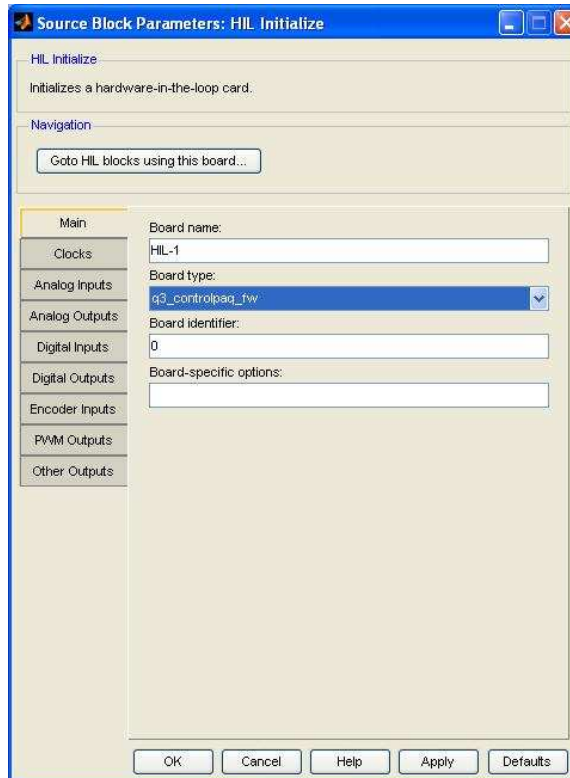 Source Block Parameters: HIL Initialize
HIL Initialize
Initializes a hardware-in-the-loop card.
Navigation
Goto HIL blocks using this board...
Main
Clocks
Analog Inputs
Analog Outputs
Digital Inputs
Digital Outputs
Encoder Inputs
PWM Outputs
Other Outputs
Board name:
HIL-1
Board type:
q3_controlpaq_fw
Board identifier:
0
Board-specific options:
OK Cancel Help Apply Defaults